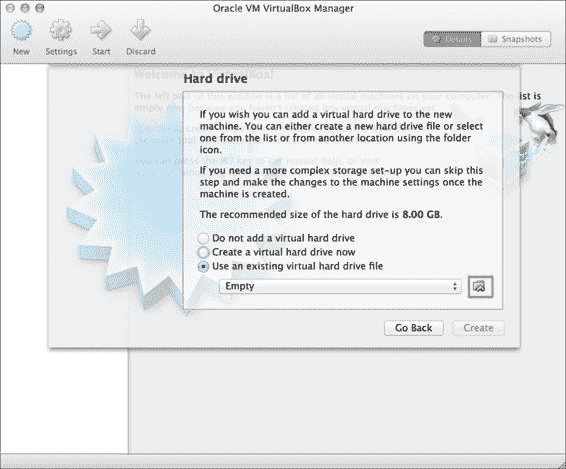 Oracle VM VirtualBox Manager
New Settings Start Discard Details Snapshots
Hard drive
If you wish you can add a virtual hard drive to the new
machine. You can either create a new hard drive file or select
one from the list or from another location using the folder
icon.
If you need a more complex storage set-up you can skip this
step and make the changes to the machine settings once the
machine is created.
The recommended size of the hard drive is 8.00 GB.
Do not add a virtual hard drive
Create a virtual hard drive now
Use an existing virtual hard drive file
Empty
Go Back Create